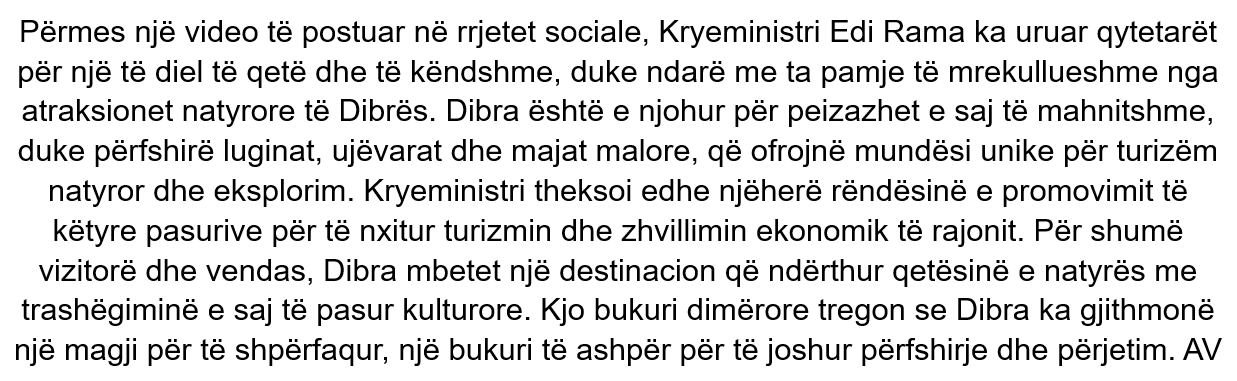 Përmes një video të postuar në rrjetet sociale, Kryeministri Edi Rama ka uruar qytetarët
për një të diel të qetë dhe të këndshme, duke ndarë me ta pamje të mrekullueshme nga
atraksionet natyrore të Dibrës. Dibra është e njohur për peizazhet e saj të mahnitshme,
duke përfshirë luginat, ujëvarat dhe majat malore, që ofrojnë mundësi unike për turizëm
natyror dhe eksplorim. Kryeministri theksoi edhe njëherë rëndësinë e promovimit të
këtyre pasurive për të nxitur turizmin dhe zhvillimin ekonomik të rajonit. Për shumë
vizitorë dhe vendas, Dibra mbetet një destinacion që ndërthur qetësinë e natyrës me
trashëgiminë e saj të pasur kulturore. Kjo bukuri dimërore tregon se Dibra ka gjithmonë
një magji për të shpërfaqur, një bukuri të ashpër për të joshur përfshirje dhe përjetim. AV